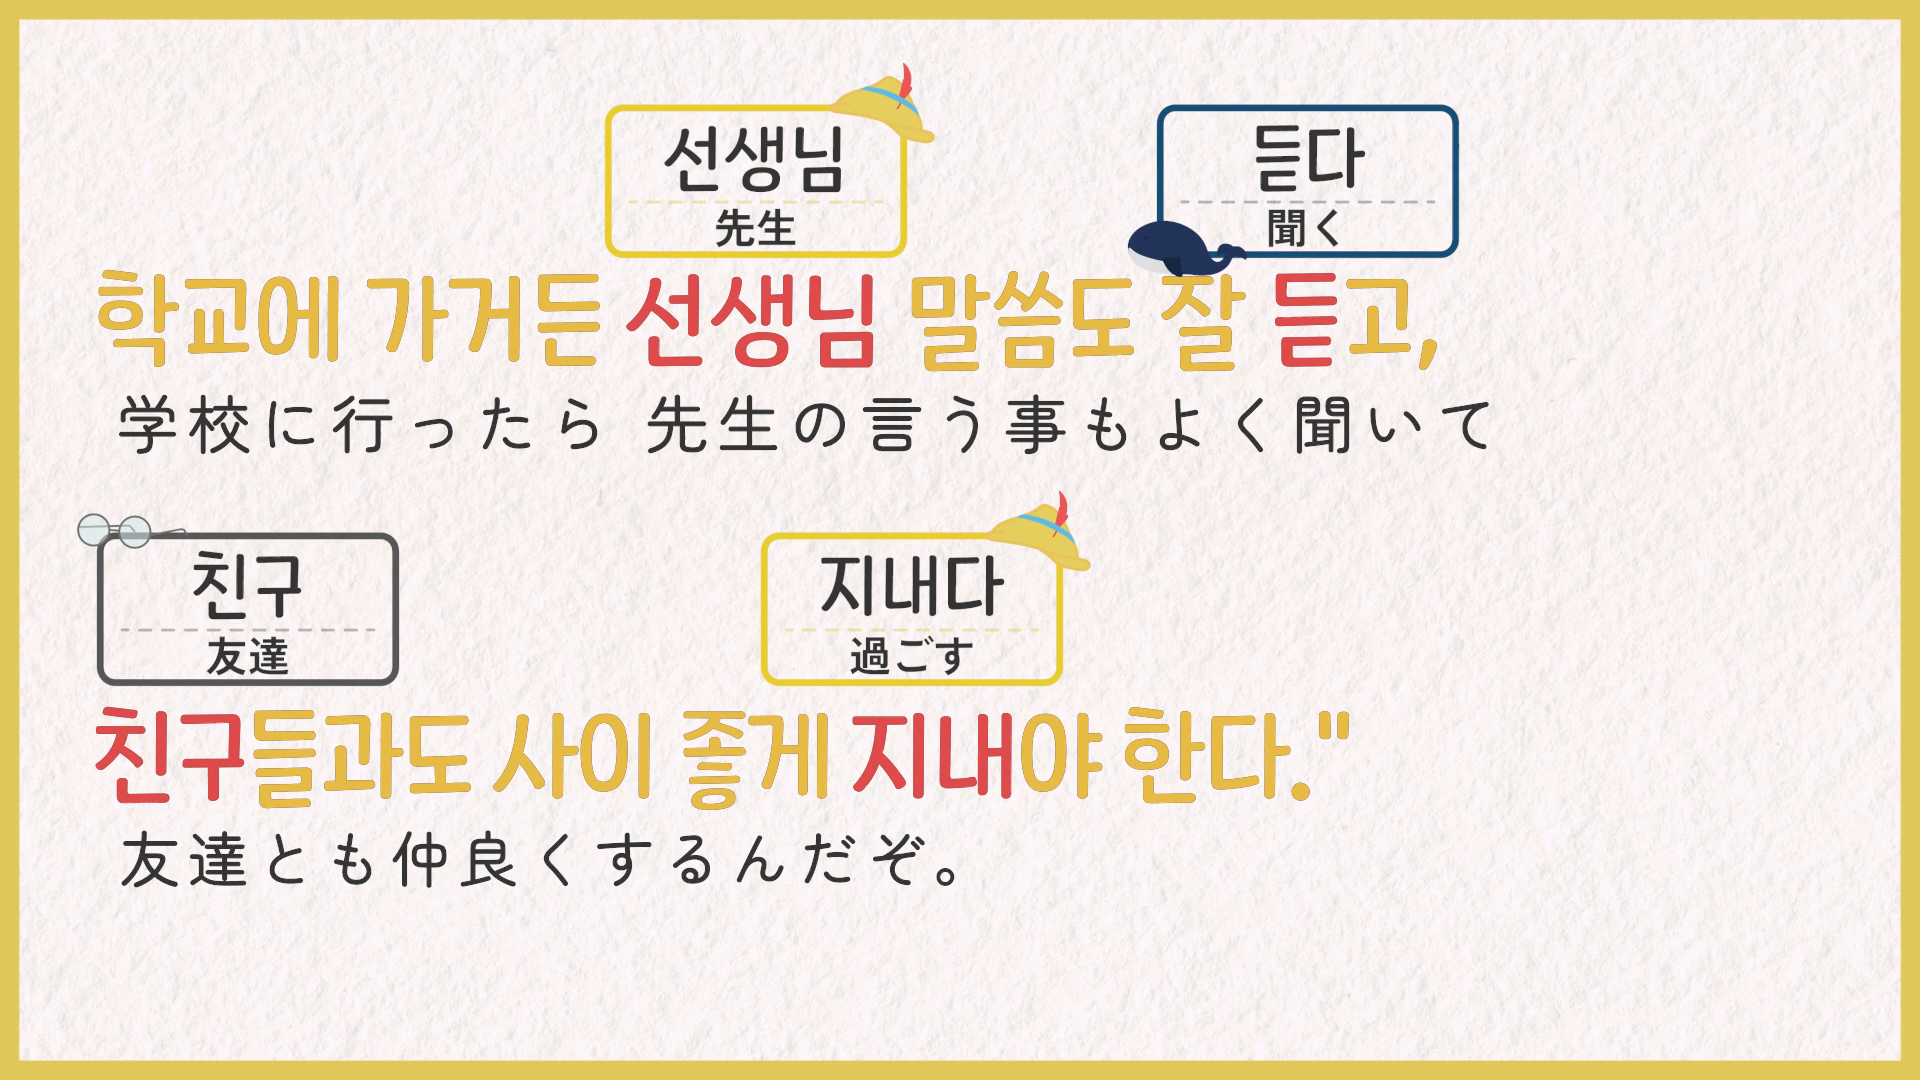 선생님 듣다
先生 聞く
학교에 가거든 선생님 말씀도 잘 듣고,
学校に行ったら 先生の言う事もよく聞いて
친구 지내다
友達 過ごす
친구들과도 사이 좋게 지내야 한다."
友達とも仲良くするんだぞ。